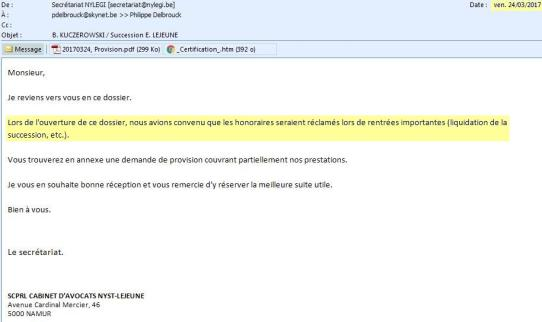 De : Secrétariat NYLEGI [secretariat@nylegi.be] Date : ven. 24/03/2017
À : pdelbrouck@skynet.be >> Philippe Delbrouck
Cc :
Objet : B. KUCZEROWSKI / Succession E. LEJEUNE
Message 20170324, Provision.pdf (299 Ko) _Certification_.htm (392 o)
Monsieur,
Je reviens vers vous en ce dossier.
Lors de l'ouverture de ce dossier, nous avions convenu que les honoraires seraient réclamés lors de rentrées importantes (liquidation de la
succession, etc.).
Vous trouverez en annexe une demande de provision couvrant partiellement nos prestations.
Je vous en souhaite bonne réception et vous remercie d'y réserver la meilleure suite utile.
Bien à vous.
Le secrétariat.
SCPRL CABINET D'AVOCATS NYST-LEJEUNE
Avenue Cardinal Mercier, 46
5000 NAMUR